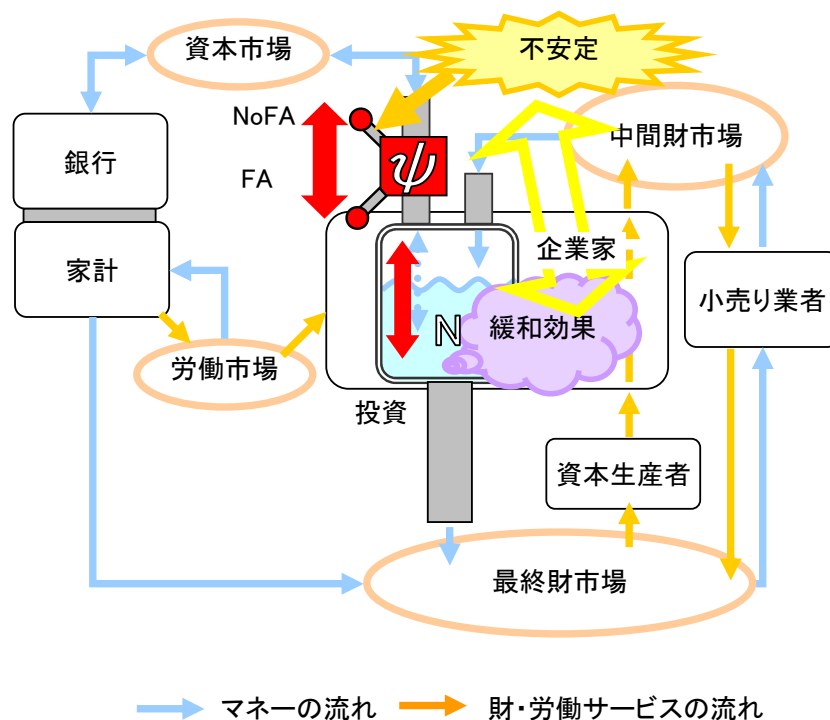 資本市場
不安定
NoFA
中間財市場
銀行
ψ
FA
企業家
家計
小売り業者
N
緩和効果
労働市場
投資
資本生産者
最終財市場
マネーの流れ
財・労働サービスの流れ